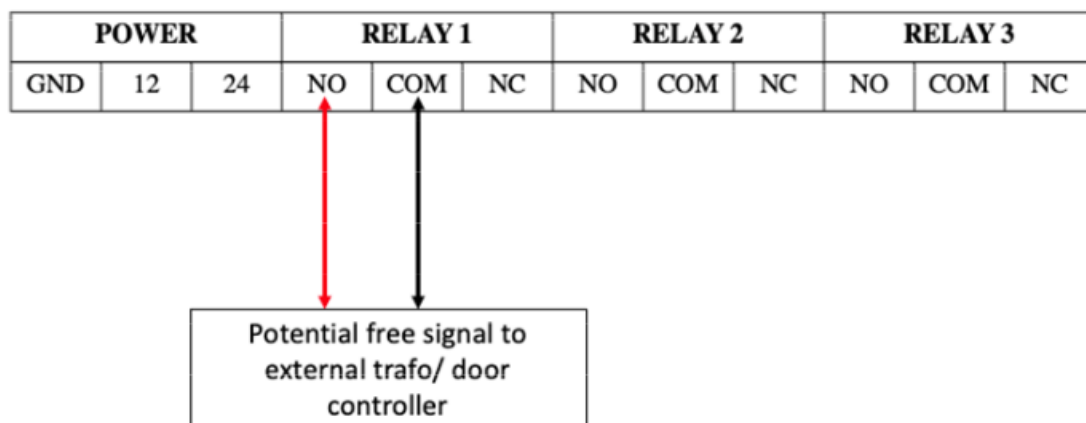 POWER RELAY 1 RELAY 2 RELAY 3
GND 12 24 NO COM NC NO COM NC NO COM NC
Potential free signal to
external trafo/ door
controller